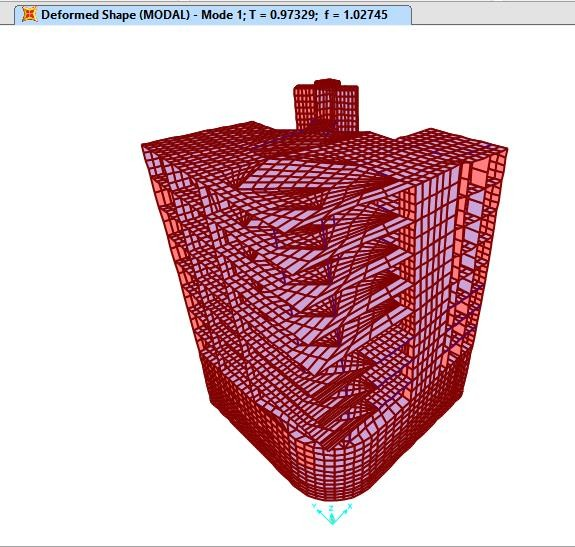 Deformed Shape (MODAL) - Mode 1; T = 0.97329; f = 1.02745
Y Z X